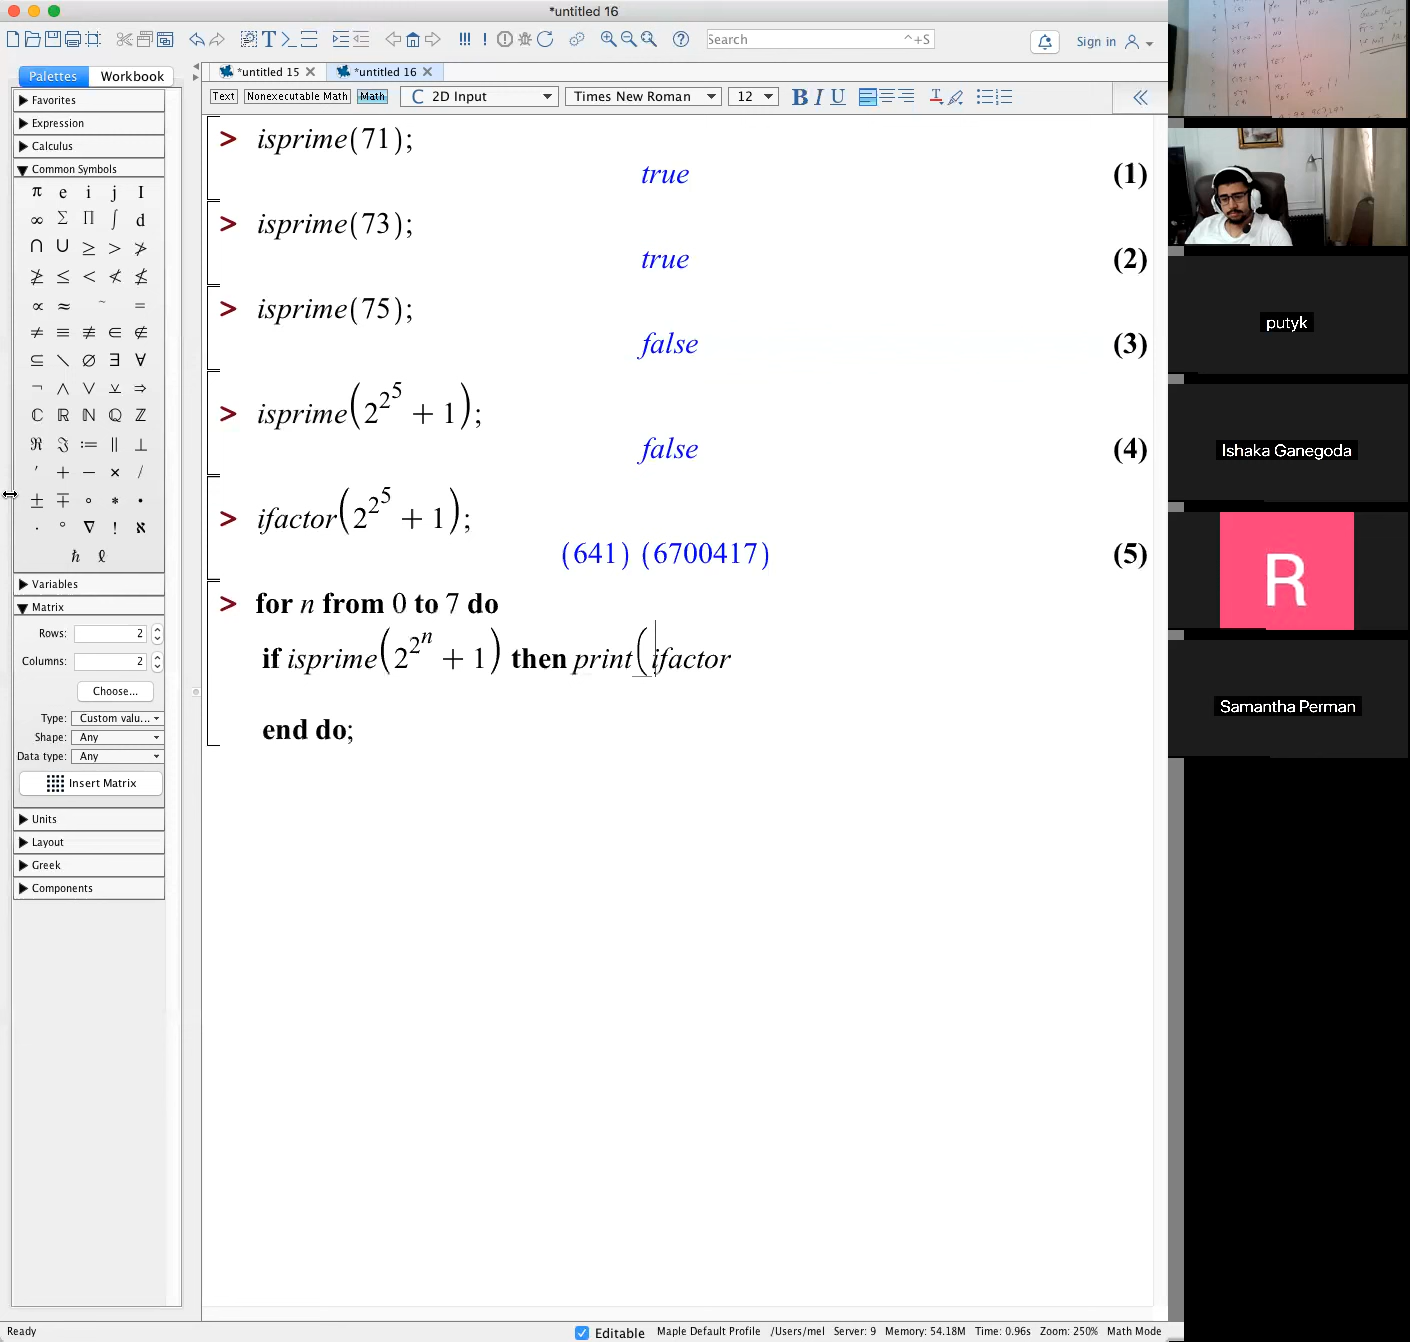 *untitled 16
Search
^+S
Sign in
Palettes
Workbook
*untitled 15
*untitled 16
Text
Nonexecutable Math
Math
C 2D Input
Times New Roman
12
B I U
Favorites
Expression
Calculus
Common Symbols
π e i j I
∞ Σ Π ∫ d
∩ ∪ ≥ > ≯
≱ ≤ < ≮ ≰
∝ ≈ ~ =
≠ ≡ ≢ ∈ ∉
⊆ \ ∅ ∃ ∀
¬ ∧ ∨ ⊻ ⇒
ℂ ℝ ℕ ℚ ℤ
ℜ ℑ := ∥ ⊥
′ + − × /
± ∓ ∘ * •
· ° ∇ ! ℵ
ħ ℓ
Variables
Matrix
Rows: 2
Columns: 2
Choose...
Type: Custom valu...
Shape: Any
Data type: Any
Insert Matrix
Units
Layout
Greek
Components
> isprime(71);
true (1)
> isprime(73);
true (2)
> isprime(75);
false (3)
> isprime(2^2^5 + 1);
false (4)
> ifactor(2^2^5 + 1);
(641) (6700417) (5)
> for n from 0 to 7 do
if isprime(2^2^n + 1) then print(ifactor
end do;
putyk
Ishaka Ganegoda
R
Samantha Perman
Ready
Editable
Maple Default Profile /Users/mel Server: 9 Memory: 54.18M Time: 0.96s Zoom: 250% Math Mode